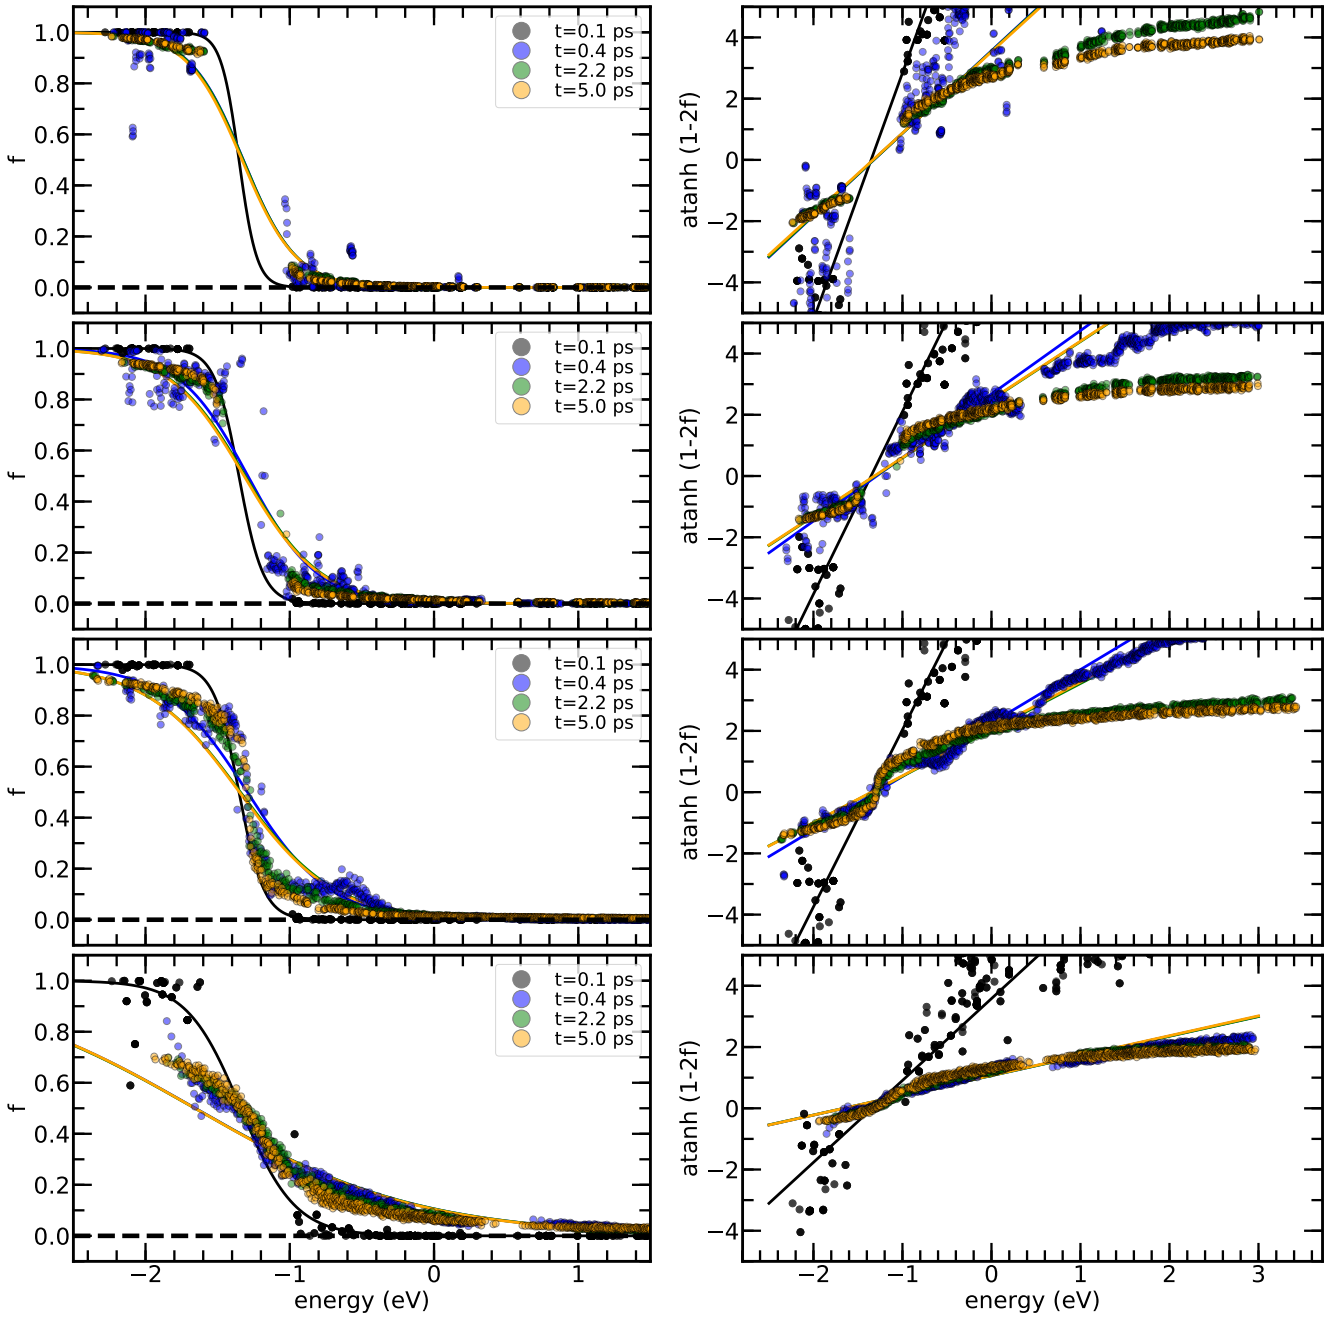 1.0
0.8
0.6
0.4
0.2
0.0
f
t=0.1 ps
t=0.4 ps
t=2.2 ps
t=5.0 ps
4
2
0
−2
−4
atanh (1-2f)
1.0
0.8
0.6
0.4
0.2
0.0
f
t=0.1 ps
t=0.4 ps
t=2.2 ps
t=5.0 ps
4
2
0
−2
−4
atanh (1-2f)
1.0
0.8
0.6
0.4
0.2
0.0
f
t=0.1 ps
t=0.4 ps
t=2.2 ps
t=5.0 ps
4
2
0
−2
−4
atanh (1-2f)
1.0
0.8
0.6
0.4
0.2
0.0
f
t=0.1 ps
t=0.4 ps
t=2.2 ps
t=5.0 ps
−2 −1 0 1
energy (eV)
4
2
0
−2
−4
atanh (1-2f)
−2 −1 0 1 2 3
energy (eV)